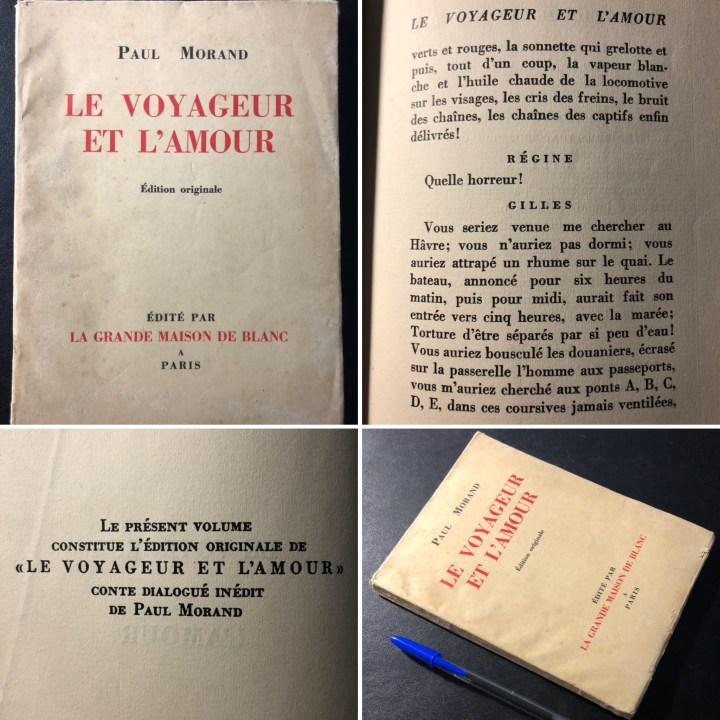 PAUL MORAND
LE VOYAGEUR
ET L'AMOUR
Édition originale
ÉDITÉ PAR
LA GRANDE MAISON DE BLANC
A
PARIS
LE VOYAGEUR ET L'AMOUR
verts et rouges, la sonnette qui grelotte et
puis, tout d'un coup, la vapeur blan-
che et l'huile chaude de la locomotive
sur les visages, les cris des freins, le bruit
des chaînes, les chaînes des captifs enfin
délivrés!
RÉGINE
Quelle horreur!
GILLES
Vous seriez venue me chercher au
Hâvre; vous n'auriez pas dormi; vous
auriez attrapé un rhume sur le quai. Le
bateau, annoncé pour six heures du
matin, puis pour midi, aurait fait son
entrée vers cinq heures, avec la marée;
Torture d'être séparés par si peu d'eau!
Vous auriez bousculé les douaniers, écrasé
sur la passerelle l'homme aux passeports,
vous m'auriez cherché aux ponts A, B, C,
D, E, dans ces coursives jamais ventilées,
LE PRÉSENT VOLUME
CONSTITUE L'ÉDITION ORIGINALE DE
«LE VOYAGEUR ET L'AMOUR»
CONTE DIALOGUÉ INÉDIT
DE PAUL MORAND
PAUL MORAND
LE VOYAGEUR
ET L'AMOUR
Édition originale
ÉDITÉ PAR
LA GRANDE MAISON DE BLANC
A
PARIS